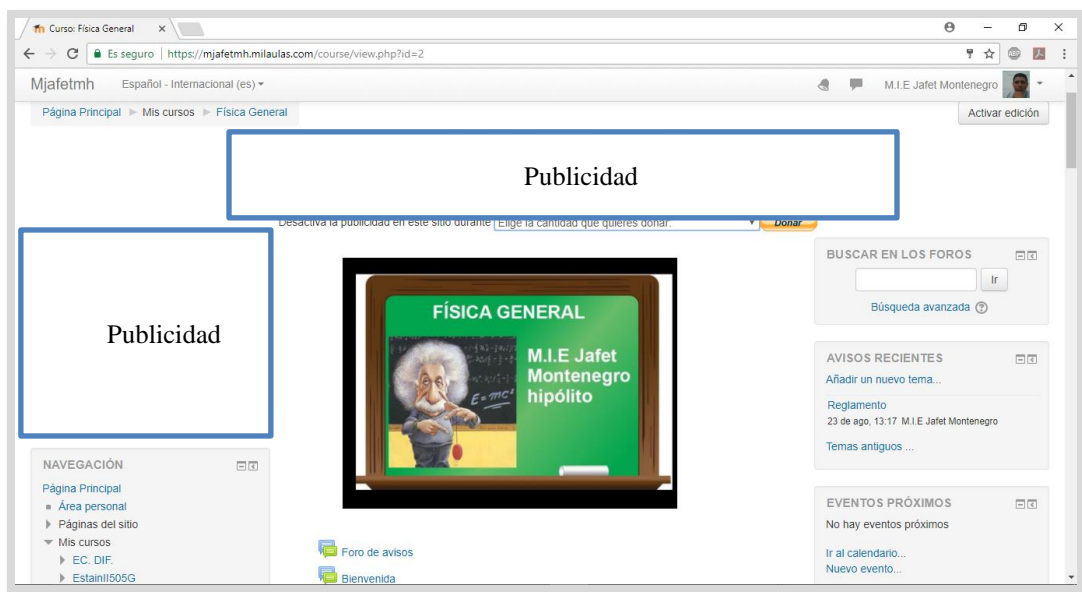 Curso: Física General
Es seguro | https://mjafetmh.milaulas.com/course/view.php?id=2
Mjafetmh Español - Internacional (es) M.I.E Jafet Montenegro
Página Principal Mis cursos Física General Activar edición
Publicidad
Desactiva la publicidad en este sitio durante Elige la cantidad que quieres donar. Donar
Publicidad
FÍSICA GENERAL
M.I.E Jafet
Montenegro
hipólito
E=mc²
NAVEGACIÓN
Página Principal
Área personal
Páginas del sitio
Mis cursos
EC. DIF.
EstainII505G
Foro de avisos
Bienvenida
BUSCAR EN LOS FOROS
Ir
Búsqueda avanzada
AVISOS RECIENTES
Añadir un nuevo tema...
Reglamento
23 de ago, 13:17 M.I.E Jafet Montenegro
Temas antiguos ...
EVENTOS PRÓXIMOS
No hay eventos próximos
Ir al calendario...
Nuevo evento...